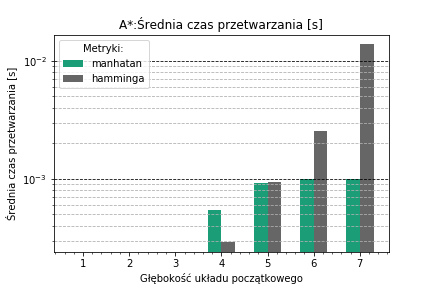 A*:Średnia czas przetwarzania [s]
Metryki:
manhatan
hamminga
Średnia czas przetwarzania [s]
10⁻²
10⁻³
1 2 3 4 5 6 7
Głębokość układu początkowego